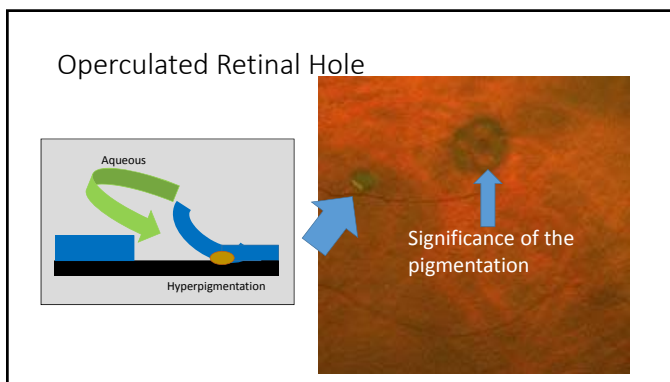 Operculated Retinal Hole
Aqueous
Hyperpigmentation
Significance of the
pigmentation